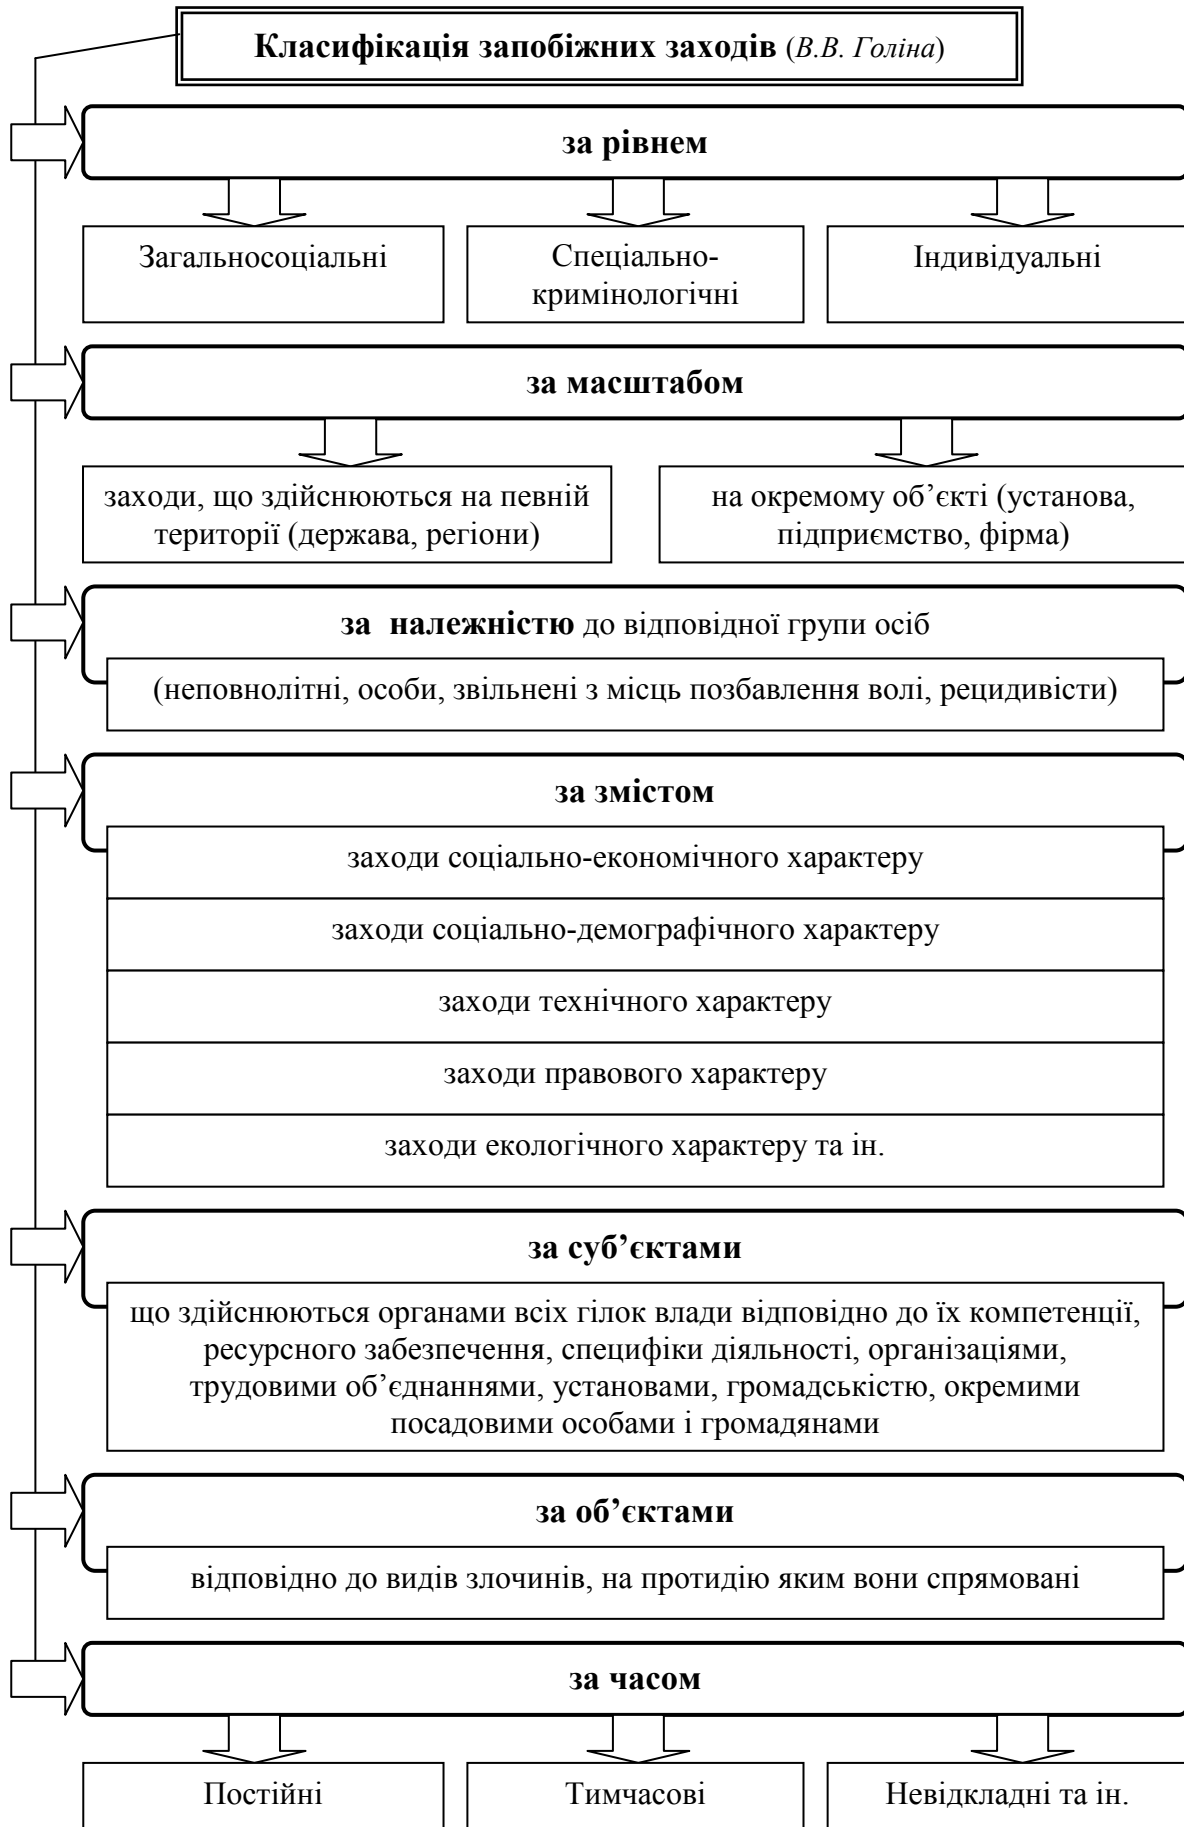 Класифікація запобіжних заходів (В.В. Голіна)
за рівнем
Загальносоціальні
Спеціально-
кримінологічні
Індивідуальні
за масштабом
заходи, що здійснюються на певній
території (держава, регіони)
на окремому об’єкті (установа,
підприємство, фірма)
за належністю до відповідної групи осіб
(неповнолітні, особи, звільнені з місць позбавлення волі, рецидивісти)
за змістом
заходи соціально-економічного характеру
заходи соціально-демографічного характеру
заходи технічного характеру
заходи правового характеру
заходи екологічного характеру та ін.
за суб’єктами
що здійснюються органами всіх гілок влади відповідно до їх компетенції,
ресурсного забезпечення, специфіки діяльності, організаціями,
трудовими об’єднаннями, установами, громадськістю, окремими
посадовими особами і громадянами
за об’єктами
відповідно до видів злочинів, на протидію яким вони спрямовані
за часом
Постійні
Тимчасові
Невідкладні та ін.